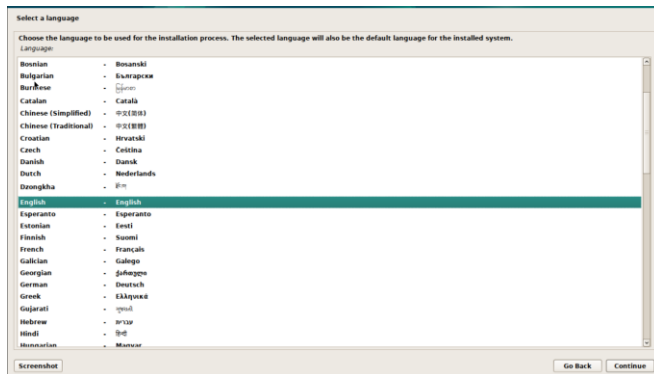 Select a language
Choose the language to be used for the installation process. The selected language will also be the default language for the installed system.
Language:
Bosnian - Bosanski
Bulgarian - Български
Burmese - မြန်မာစာ
Catalan - Català
Chinese (Simplified) - 中文(简体)
Chinese (Traditional) - 中文(繁體)
Croatian - Hrvatski
Czech - Čeština
Danish - Dansk
Dutch - Nederlands
Dzongkha -
English - English
Esperanto - Esperanto
Estonian - Eesti
Finnish - Suomi
French - Français
Galician - Galego
Georgian - ქართული
German - Deutsch
Greek - Ελληνικά
Gujarati - ગુજરાતી
Hebrew - עברית
Hindi - हिन्दी
Hungarian - Magyar
Screenshot Go Back Continue